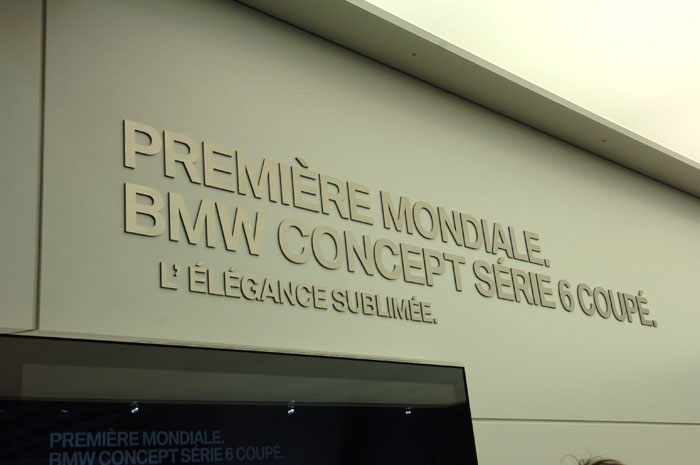 PREMIÈRE MONDIALE.
BMW CONCEPT SÉRIE 6 COUPÉ.
L'ÉLÉGANCE SUBLIMÉE.
PREMIÈRE MONDIALE.
BMW CONCEPT SÉRIE 6 COUPÉ.